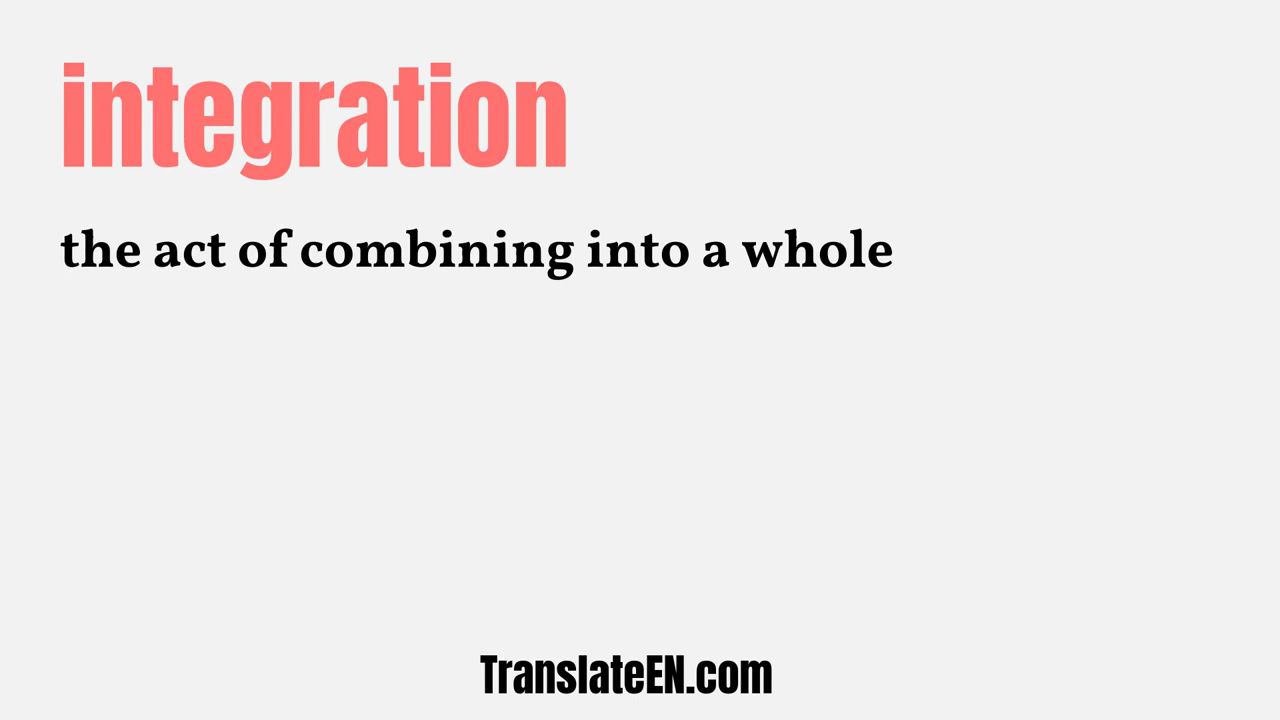 integration
the act of combining into a whole
TranslateEN.com